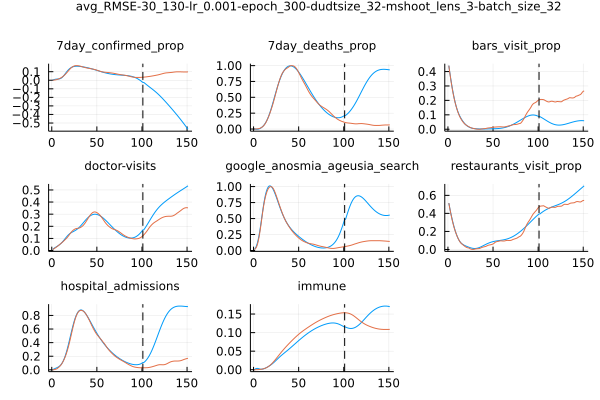 avg_RMSE-30_130-lr_0.001-epoch_300-dudtsize_32-mshoot_lens_3-batch_size_32
7day_confirmed_prop 7day_deaths_prop bars_visit_prop
0.1 1.00 0.4
0.0 0.75 0.3
−0.1 0.50 0.2
−0.2 0.25 0.1
−0.3 0.00 0.0
−0.4
−0.5
0 50 100 150 0 50 100 150 0 50 100 150
doctor-visits google_anosmia_ageusia_search restaurants_visit_prop
0.5 1.00 0.6
0.4 0.75 0.4
0.3 0.50 0.2
0.2 0.25 0.0
0.1 0.00
0.0
0 50 100 150 0 50 100 150 0 50 100 150
hospital_admissions immune
0.8 0.15
0.6 0.10
0.4 0.05
0.2 0.00
0.0
0 50 100 150 0 50 100 150